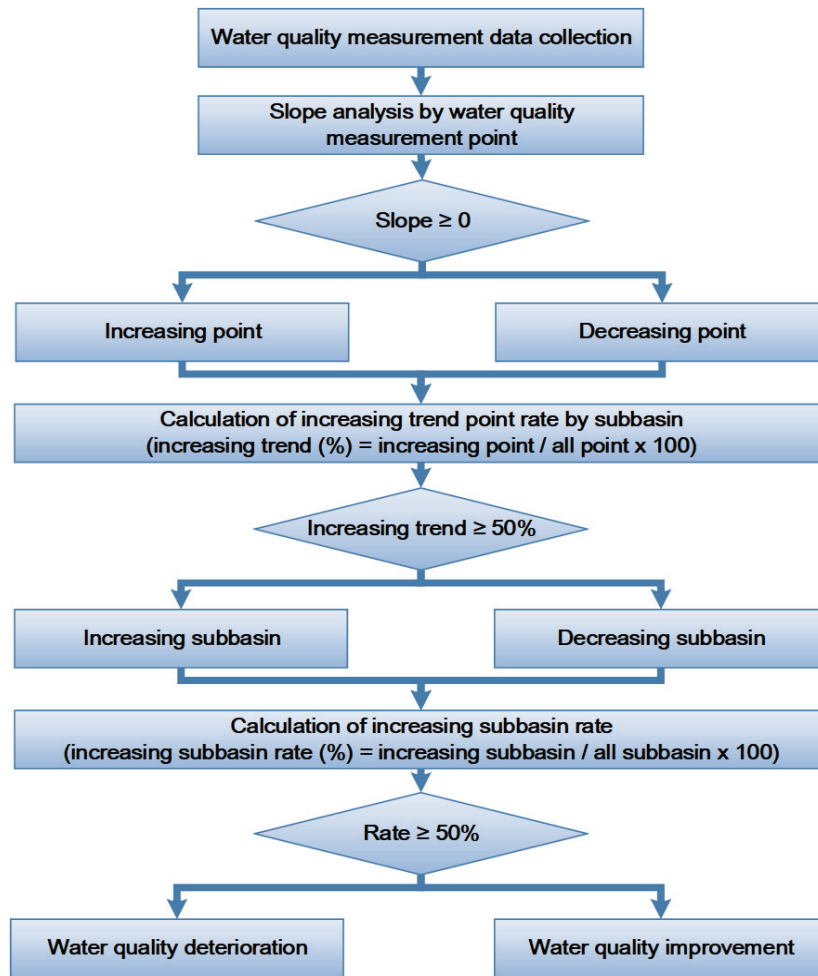 Water quality measurement data collection
Slope analysis by water quality
measurement point
Slope ≥ 0
Increasing point
Decreasing point
Calculation of increasing trend point rate by subbasin
(increasing trend (%) = increasing point / all point x 100)
Increasing trend ≥ 50%
Increasing subbasin
Decreasing subbasin
Calculation of increasing subbasin rate
(increasing subbasin rate (%) = increasing subbasin / all subbasin x 100)
Rate ≥ 50%
Water quality deterioration
Water quality improvement